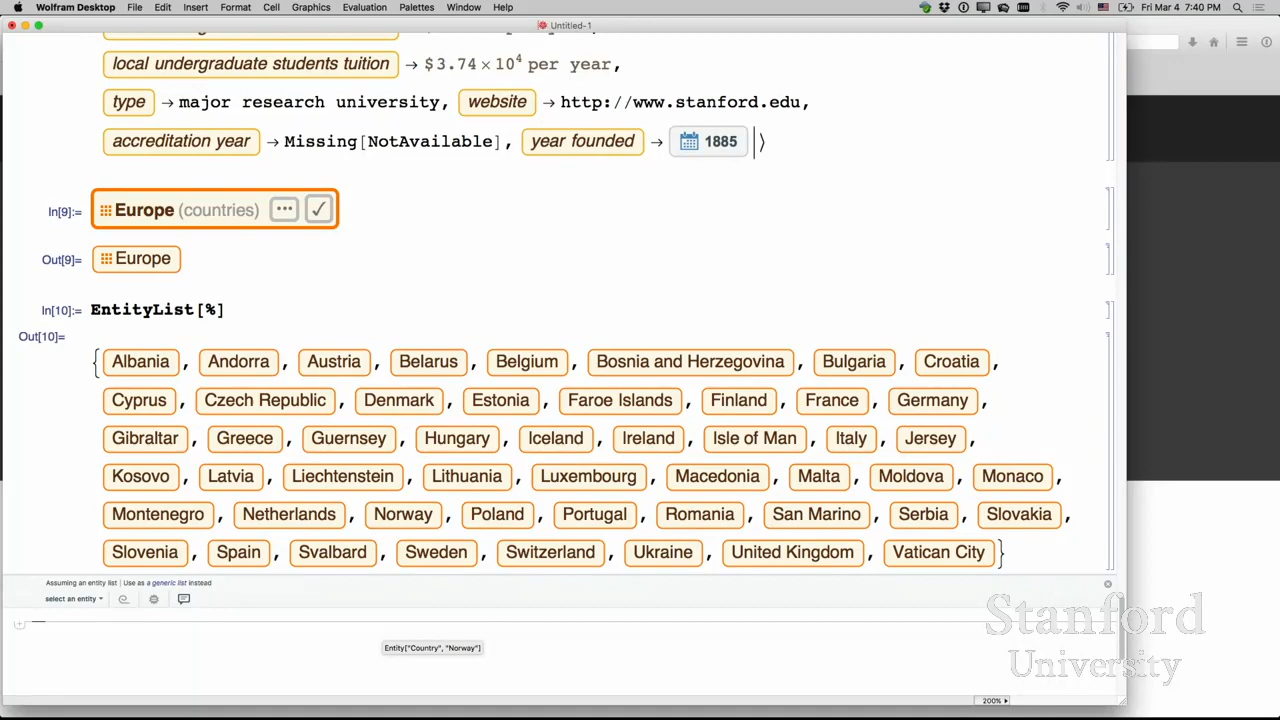 Wolfram Desktop File Edit Insert Format Cell Graphics Evaluation Palettes Window Help Fri Mar 4 7:40 PM
Untitled-1
local undergraduate students tuition → $3.74×10⁴ per year,
type → major research university, website → http://www.stanford.edu,
accreditation year → Missing[NotAvailable], year founded → 1885 |⟩
In[9]:= Europe (countries) ··· ✓
Out[9]= Europe
In[10]:= EntityList[%]
Out[10]=
{Albania, Andorra, Austria, Belarus, Belgium, Bosnia and Herzegovina, Bulgaria, Croatia,
Cyprus, Czech Republic, Denmark, Estonia, Faroe Islands, Finland, France, Germany,
Gibraltar, Greece, Guernsey, Hungary, Iceland, Ireland, Isle of Man, Italy, Jersey,
Kosovo, Latvia, Liechtenstein, Lithuania, Luxembourg, Macedonia, Malta, Moldova, Monaco,
Montenegro, Netherlands, Norway, Poland, Portugal, Romania, San Marino, Serbia, Slovakia,
Slovenia, Spain, Svalbard, Sweden, Switzerland, Ukraine, United Kingdom, Vatican City}
Assuming an entity list | Use as a generic list instead
select an entity
Entity["Country", "Norway"]
Stanford
University
200%